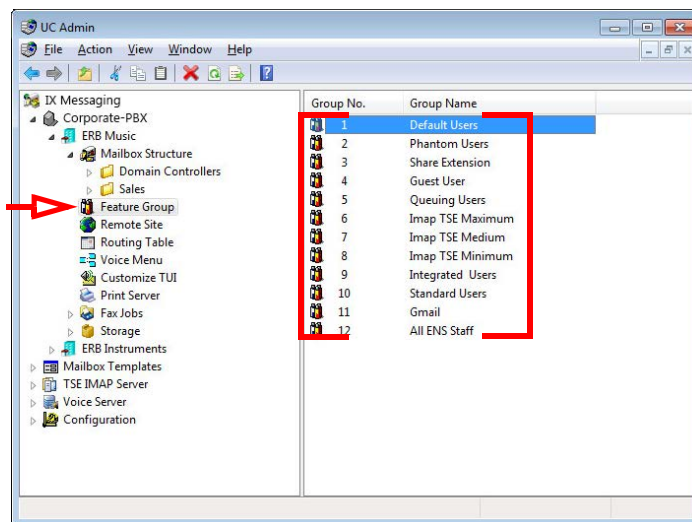 UC Admin
File Action View Window Help
IX Messaging
Corporate-PBX
ERB Music
Mailbox Structure
Domain Controllers
Sales
Feature Group
Remote Site
Routing Table
Voice Menu
Customize TUI
Print Server
Fax Jobs
Storage
ERB Instruments
Mailbox Templates
TSE IMAP Server
Voice Server
Configuration
Group No. Group Name
1 Default Users
2 Phantom Users
3 Share Extension
4 Guest User
5 Queuing Users
6 Imap TSE Maximum
7 Imap TSE Medium
8 Imap TSE Minimum
9 Integrated Users
10 Standard Users
11 Gmail
12 All ENS Staff